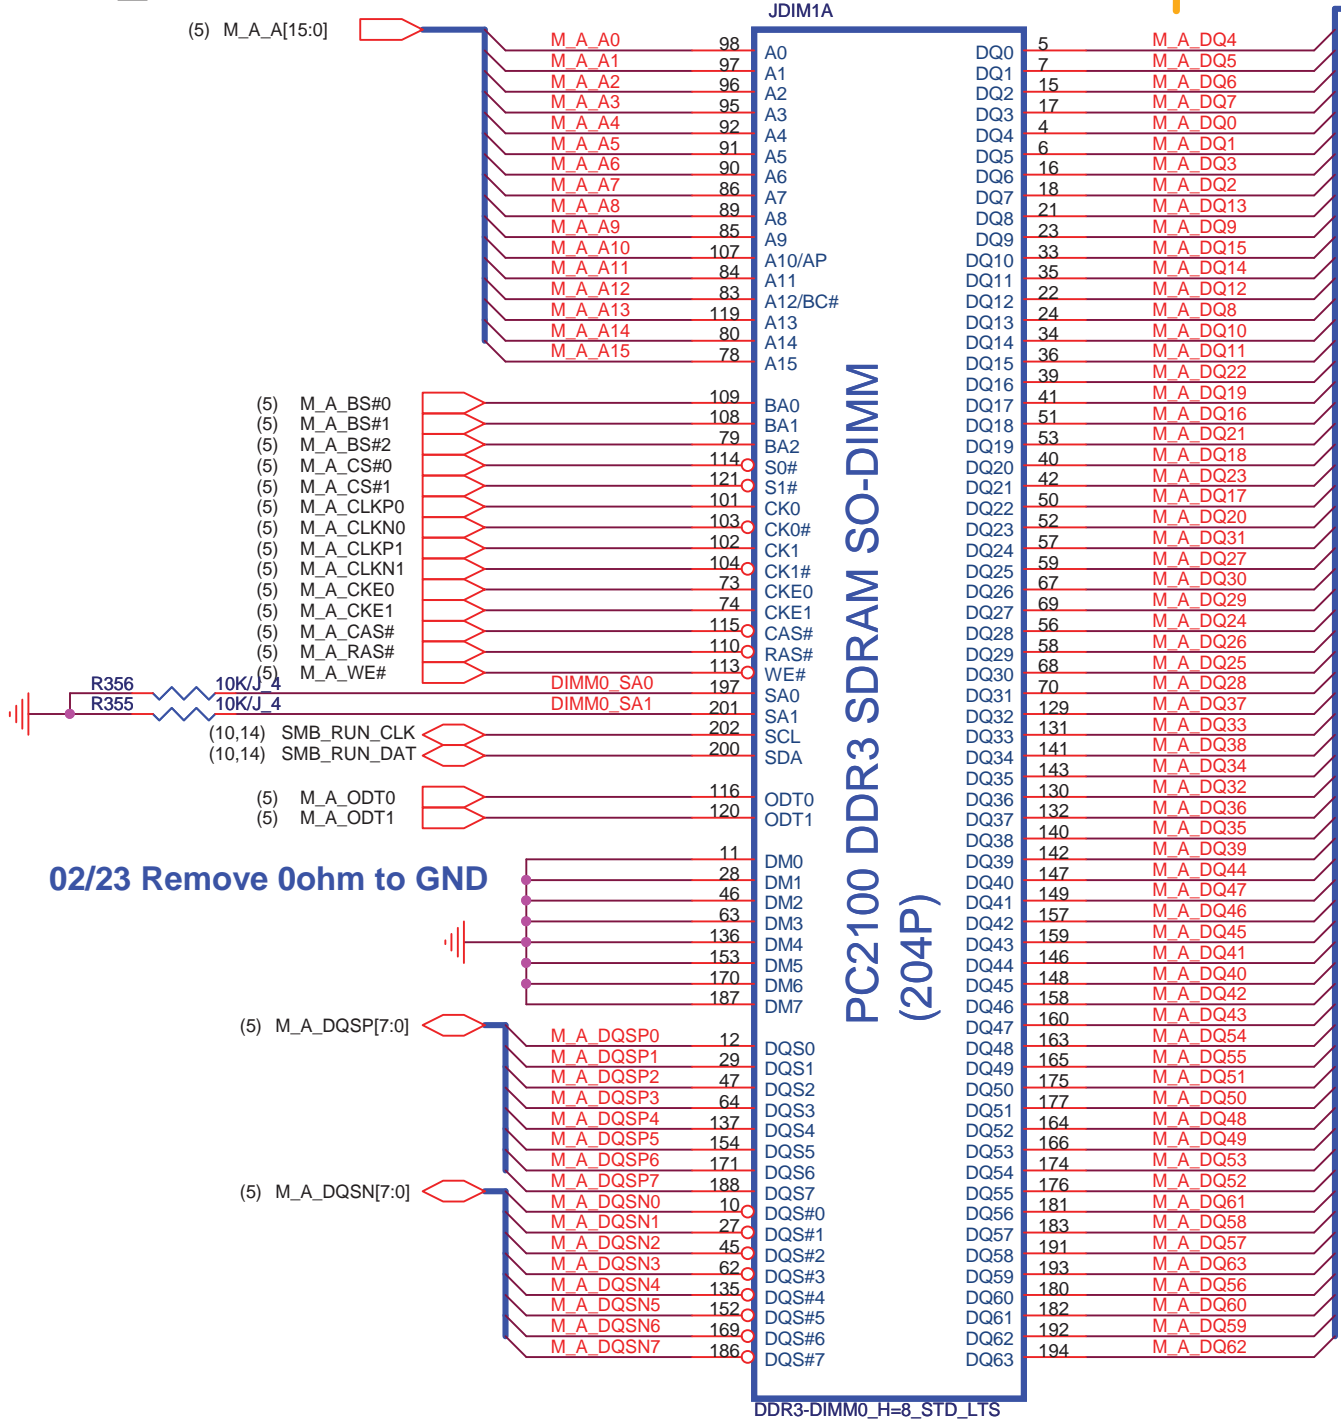 JDIM1A
(5) M_A_A[15:0]
M_A_A0 98 A0 DQ0 5 M_A_DQ4
M_A_A1 97 A1 DQ1 7 M_A_DQ5
M_A_A2 96 A2 DQ2 15 M_A_DQ6
M_A_A3 95 A3 DQ3 17 M_A_DQ7
M_A_A4 92 A4 DQ4 4 M_A_DQ0
M_A_A5 91 A5 DQ5 6 M_A_DQ1
M_A_A6 90 A6 DQ6 16 M_A_DQ3
M_A_A7 86 A7 DQ7 18 M_A_DQ2
M_A_A8 89 A8 DQ8 21 M_A_DQ13
M_A_A9 85 A9 DQ9 23 M_A_DQ9
M_A_A10 107 A10/AP DQ10 33 M_A_DQ15
M_A_A11 84 A11 DQ11 35 M_A_DQ14
M_A_A12 83 A12/BC# DQ12 22 M_A_DQ12
M_A_A13 119 A13 DQ13 24 M_A_DQ8
M_A_A14 80 A14 DQ14 34 M_A_DQ10
M_A_A15 78 A15 DQ15 36 M_A_DQ11
DQ16 39 M_A_DQ22
(5) M_A_BS#0 109 BA0 DQ17 41 M_A_DQ19
(5) M_A_BS#1 108 BA1 DQ18 51 M_A_DQ16
(5) M_A_BS#2 79 BA2 DQ19 53 M_A_DQ21
(5) M_A_CS#0 114 S0# DQ20 40 M_A_DQ18
(5) M_A_CS#1 121 S1# DQ21 42 M_A_DQ23
(5) M_A_CLKP0 101 CK0 DQ22 50 M_A_DQ17
(5) M_A_CLKN0 103 CK0# DQ23 52 M_A_DQ20
(5) M_A_CLKP1 102 CK1 DQ24 57 M_A_DQ31
(5) M_A_CLKN1 104 CK1# DQ25 59 M_A_DQ27
(5) M_A_CKE0 73 CKE0 DQ26 67 M_A_DQ30
(5) M_A_CKE1 74 CKE1 DQ27 69 M_A_DQ29
(5) M_A_CAS# 115 CAS# DQ28 56 M_A_DQ24
(5) M_A_RAS# 110 RAS# DQ29 58 M_A_DQ26
(5) M_A_WE# 113 WE# DQ30 68 M_A_DQ25
R356 10K/J_4 DIMM0_SA0 197 SA0 DQ31 70 M_A_DQ28
R355 10K/J_4 DIMM0_SA1 201 SA1 DQ32 129 M_A_DQ37
(10,14) SMB_RUN_CLK 202 SCL DQ33 131 M_A_DQ33
(10,14) SMB_RUN_DAT 200 SDA DQ34 141 M_A_DQ38
DQ35 143 M_A_DQ34
(5) M_A_ODT0 116 ODT0 DQ36 130 M_A_DQ32
(5) M_A_ODT1 120 ODT1 DQ37 132 M_A_DQ36
DQ38 140 M_A_DQ35
11 DM0 DQ39 142 M_A_DQ39
02/23 Remove 0ohm to GND
28 DM1 DQ40 147 M_A_DQ44
46 DM2 DQ41 149 M_A_DQ47
63 DM3 DQ42 157 M_A_DQ46
136 DM4 DQ43 159 M_A_DQ45
153 DM5 DQ44 146 M_A_DQ41
170 DM6 DQ45 148 M_A_DQ40
187 DM7 DQ46 158 M_A_DQ42
(5) M_A_DQSP[7:0] DQ47 160 M_A_DQ43
M_A_DQSP0 12 DQS0 DQ48 163 M_A_DQ54
M_A_DQSP1 29 DQS1 DQ49 165 M_A_DQ55
M_A_DQSP2 47 DQS2 DQ50 175 M_A_DQ51
M_A_DQSP3 64 DQS3 DQ51 177 M_A_DQ50
M_A_DQSP4 137 DQS4 DQ52 164 M_A_DQ48
M_A_DQSP5 154 DQS5 DQ53 166 M_A_DQ49
M_A_DQSP6 171 DQS6 DQ54 174 M_A_DQ53
M_A_DQSP7 188 DQS7 DQ55 176 M_A_DQ52
(5) M_A_DQSN[7:0]
M_A_DQSN0 10 DQS#0 DQ56 181 M_A_DQ61
M_A_DQSN1 27 DQS#1 DQ57 183 M_A_DQ58
M_A_DQSN2 45 DQS#2 DQ58 191 M_A_DQ57
M_A_DQSN3 62 DQS#3 DQ59 193 M_A_DQ63
M_A_DQSN4 135 DQS#4 DQ60 180 M_A_DQ56
M_A_DQSN5 152 DQS#5 DQ61 182 M_A_DQ60
M_A_DQSN6 169 DQS#6 DQ62 192 M_A_DQ59
M_A_DQSN7 186 DQS#7 DQ63 194 M_A_DQ62
PC2100 DDR3 SDRAM SO-DIMM
(204P)
DDR3-DIMM0_H=8_STD_LTS